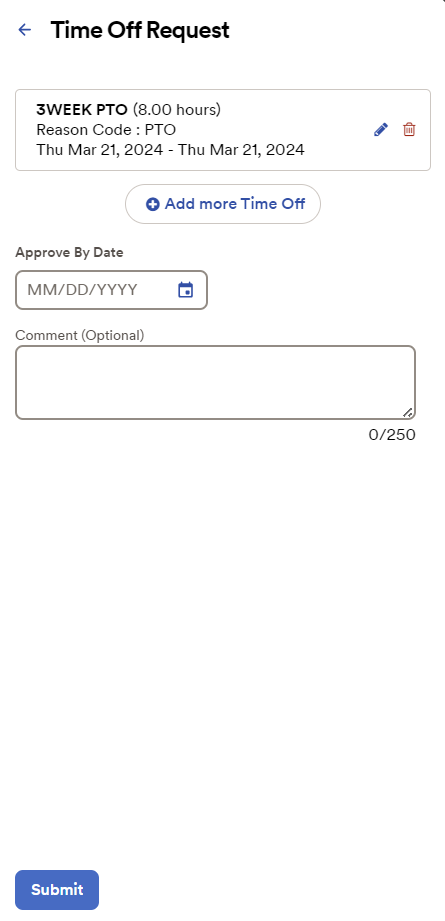 Time Off Request
3WEEK PTO (8.00 hours)
Reason Code : PTO
Thu Mar 21, 2024 - Thu Mar 21, 2024
Add more Time Off
Approve By Date
MM/DD/YYYY
Comment (Optional)
0/250
Submit